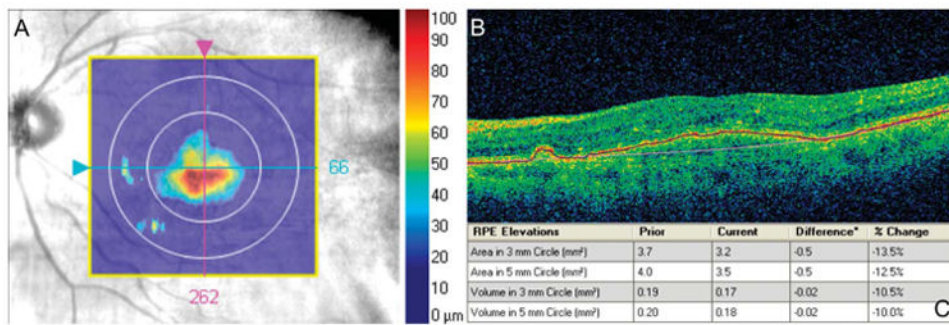 A
66
262
100
90
80
70
60
50
40
30
20
10
0 µm
B
RPE Elevations Prior Current Difference* % Change
Area in 3 mm Circle (mm²) 3.7 3.2 -0.5 -13.5%
Area in 5 mm Circle (mm²) 4.0 3.5 -0.5 -12.5%
Volume in 3 mm Circle (mm³) 0.19 0.17 -0.02 -10.5%
Volume in 5 mm Circle (mm³) 0.20 0.18 -0.02 -10.0%
C